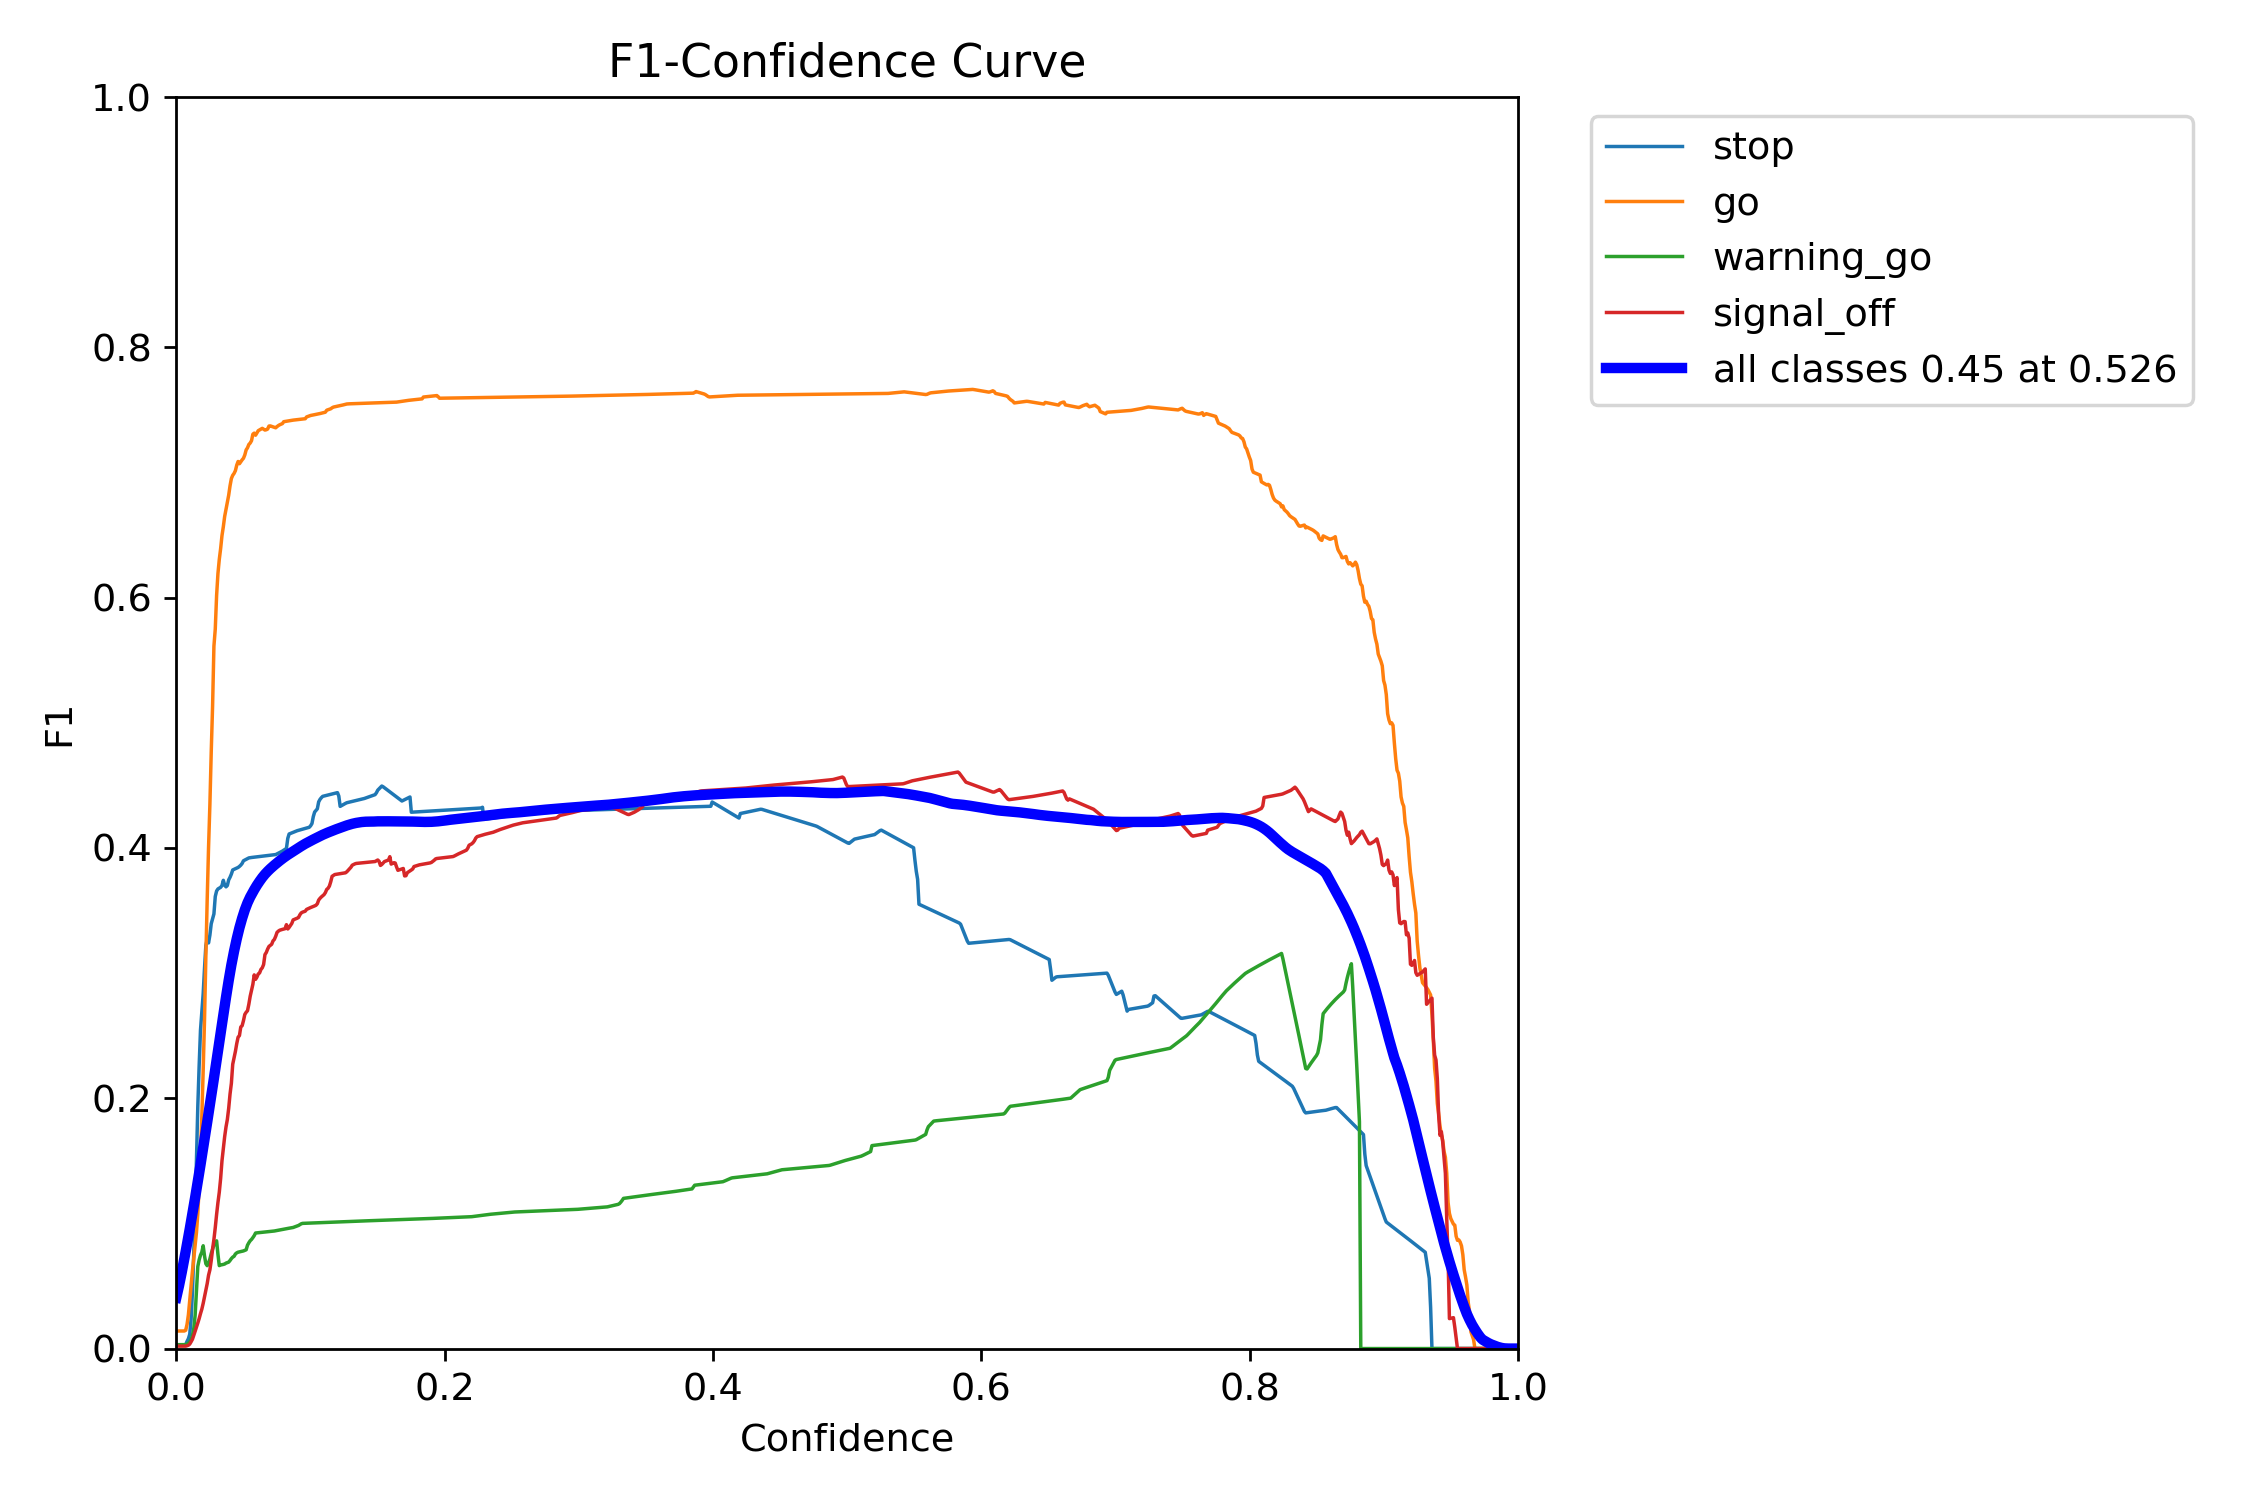 F1-Confidence Curve
1.0
0.8
0.6
0.4
0.2
0.0
F1
0.0 0.2 0.4 0.6 0.8 1.0
Confidence
stop
go
warning_go
signal_off
all classes 0.45 at 0.526